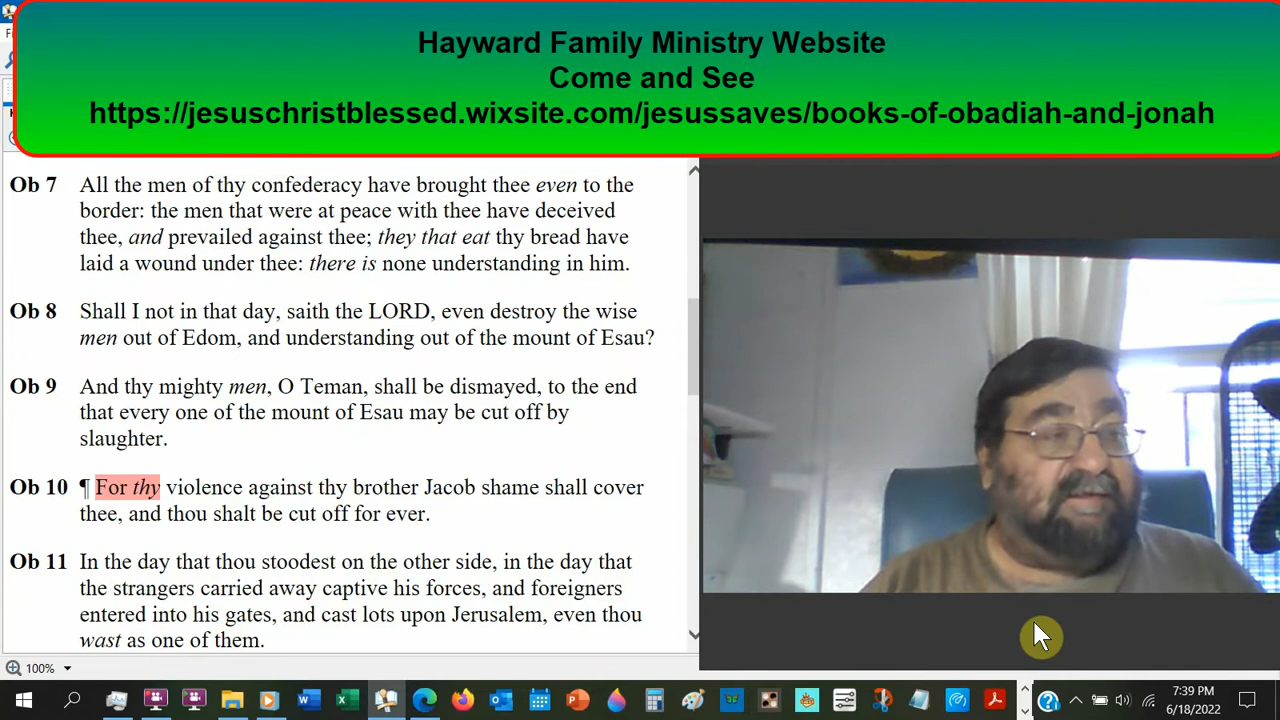 Hayward Family Ministry Website
Come and See
https://jesuschristblessed.wixsite.com/jesussaves/books-of-obadiah-and-jonah
Ob 7 All the men of thy confederacy have brought thee even to the
border: the men that were at peace with thee have deceived
thee, and prevailed against thee; they that eat thy bread have
laid a wound under thee: there is none understanding in him.
Ob 8 Shall I not in that day, saith the LORD, even destroy the wise
men out of Edom, and understanding out of the mount of Esau?
Ob 9 And thy mighty men, O Teman, shall be dismayed, to the end
that every one of the mount of Esau may be cut off by
slaughter.
Ob 10 ¶ For thy violence against thy brother Jacob shame shall cover
thee, and thou shalt be cut off for ever.
Ob 11 In the day that thou stoodest on the other side, in the day that
the strangers carried away captive his forces, and foreigners
entered into his gates, and cast lots upon Jerusalem, even thou
wast as one of them.
100%
7:39 PM
6/18/2022